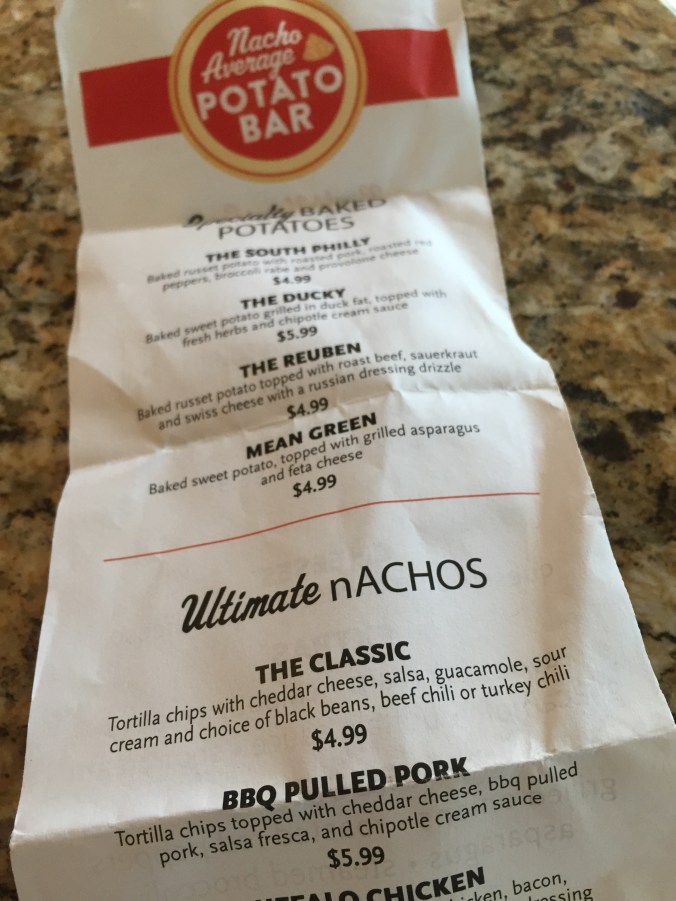 Nacho
Average
POTATO
BAR
Specialty BAKED
POTATOES
THE SOUTH PHILLY
Baked russet potato with roasted pork, roasted red
peppers, broccoli rabe and provolone cheese
$4.99
THE DUCKY
Baked sweet potato grilled in duck fat, topped with
fresh herbs and chipotle cream sauce
$5.99
THE REUBEN
Baked russet potato topped with roast beef, sauerkraut
and swiss cheese with a russian dressing drizzle
$4.99
MEAN GREEN
Baked sweet potato, topped with grilled asparagus
and feta cheese
$4.99
Ultimate nACHOS
THE CLASSIC
Tortilla chips with cheddar cheese, salsa, guacamole, sour
cream and choice of black beans, beef chili or turkey chili
$4.99
BBQ PULLED PORK
Tortilla chips topped with cheddar cheese, bbq pulled
pork, salsa fresca, and chipotle cream sauce
$5.99
CHICKEN
bacon,